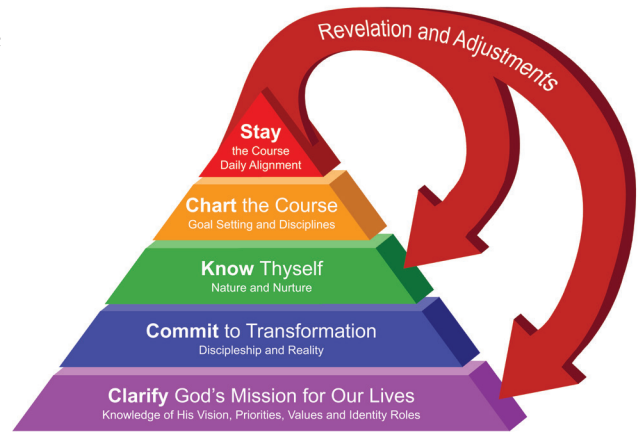 Revelation and Adjustments
Stay
the Course
Daily Alignment
Chart the Course
Goal Setting and Disciplines
Know Thyself
Nature and Nurture
Commit to Transformation
Discipleship and Reality
Clarify God's Mission for Our Lives
Knowledge of His Vision, Priorities, Values and Identity Roles